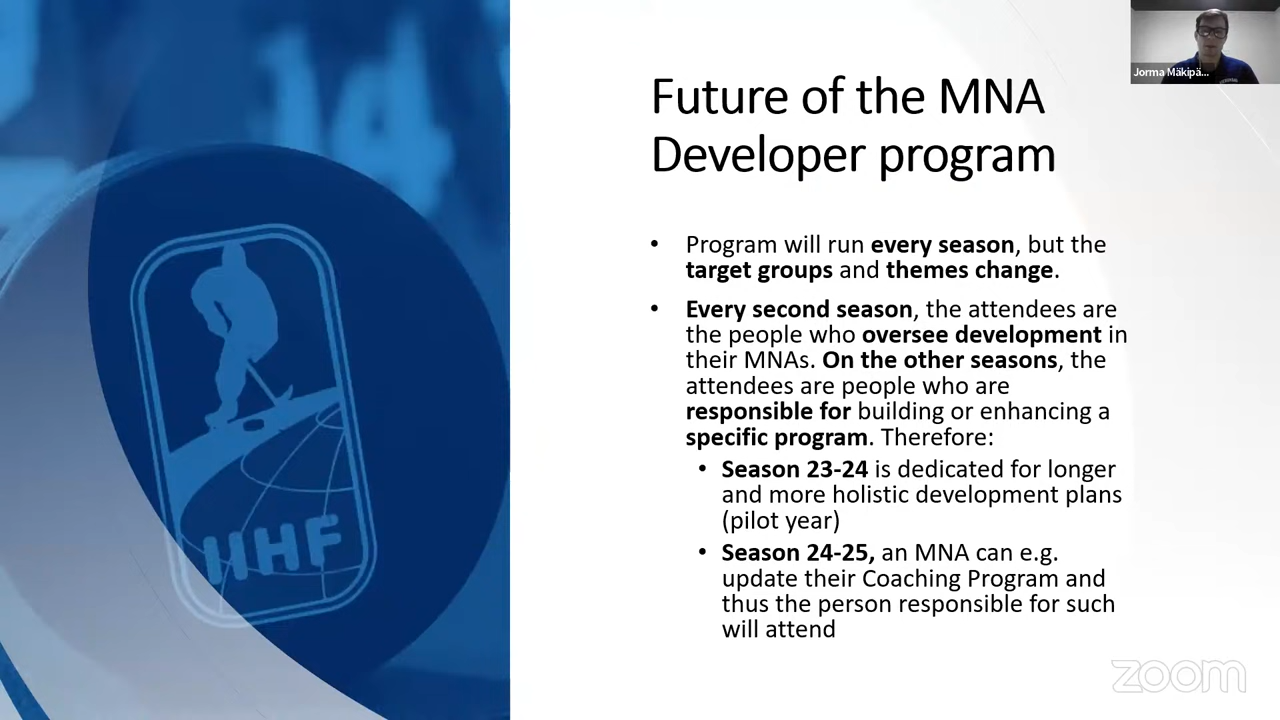 Jorma Mäkipä...
14
Future of the MNA
Developer program
• Program will run every season, but the
target groups and themes change.
• Every second season, the attendees are
the people who oversee development in
their MNAs. On the other seasons, the
attendees are people who are
responsible for building or enhancing a
specific program. Therefore:
• Season 23-24 is dedicated for longer
and more holistic development plans
(pilot year)
• Season 24-25, an MNA can e.g.
update their Coaching Program and
thus the person responsible for such
will attend
IIHF
zoom